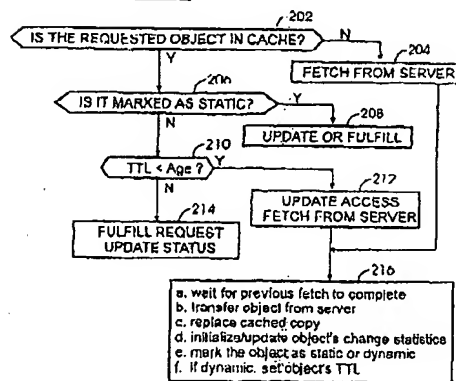 202
IS THE REQUESTED OBJECT IN CACHE?
N
Y
204
FETCH FROM SERVER
206
IS IT MARKED AS STATIC?
Y
N
208
UPDATE OR FULFILL
210
TTL < Age ?
Y
N
212
UPDATE ACCESS
FETCH FROM SERVER
214
FULFILL REQUEST
UPDATE STATUS
216
a. wait for previous fetch to complete
b. transfer object from server
c. replace cached copy
d. initialize/update object's change statistics
e. mark the object as static or dynamic
f. if dynamic, set object's TTL